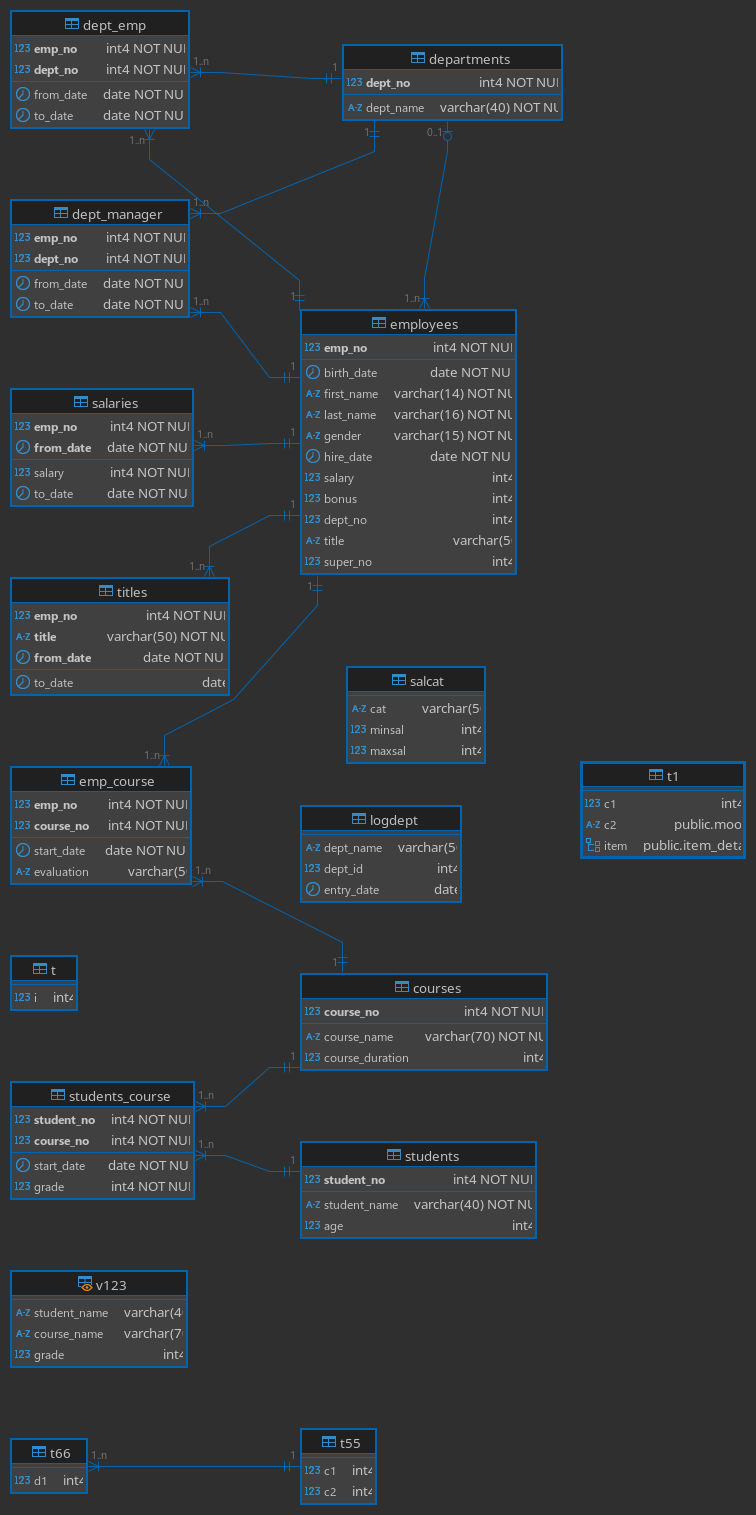 dept_emp
123 emp_no int4 NOT NUL
123 dept_no int4 NOT NUL
from_date date NOT NU
to_date date NOT NU
1..n
1
departments
123 dept_no int4 NOT NUL
A-Z dept_name varchar(40) NOT NU
1..n
1
0..1
dept_manager
123 emp_no int4 NOT NUL
123 dept_no int4 NOT NUL
from_date date NOT NU
to_date date NOT NU
1..n
1..n
1
1..n
1
employees
123 emp_no int4 NOT NUL
birth_date date NOT NU
A-Z first_name varchar(14) NOT NU
A-Z last_name varchar(16) NOT NU
A-Z gender varchar(15) NOT NU
hire_date date NOT NU
123 salary int4
123 bonus int4
123 dept_no int4
A-Z title varchar(50
123 super_no int4
salaries
123 emp_no int4 NOT NUL
from_date date NOT NU
123 salary int4 NOT NUL
to_date date NOT NU
1..n
1
1
1..n
1
titles
123 emp_no int4 NOT NUL
A-Z title varchar(50) NOT NU
from_date date NOT NU
to_date date
salcat
A-Z cat varchar(50
123 minsal int4
123 maxsal int4
1..n
emp_course
123 emp_no int4 NOT NUL
123 course_no int4 NOT NUL
start_date date NOT NU
A-Z evaluation varchar(50
1..n
t1
123 c1 int4
A-Z c2 public.moo
item public.item_deta
logdept
A-Z dept_name varchar(50
123 dept_id int4
entry_date date
1
t
123 i int4
courses
123 course_no int4 NOT NUL
A-Z course_name varchar(70) NOT NU
123 course_duration int4
1
students_course
123 student_no int4 NOT NUL
123 course_no int4 NOT NUL
start_date date NOT NU
123 grade int4 NOT NUL
1..n
1..n
1
students
123 student_no int4 NOT NUL
A-Z student_name varchar(40) NOT NU
123 age int4
v123
A-Z student_name varchar(4
A-Z course_name varchar(7
123 grade int4
t66
123 d1 int4
1..n
1
t55
123 c1 int4
123 c2 int4